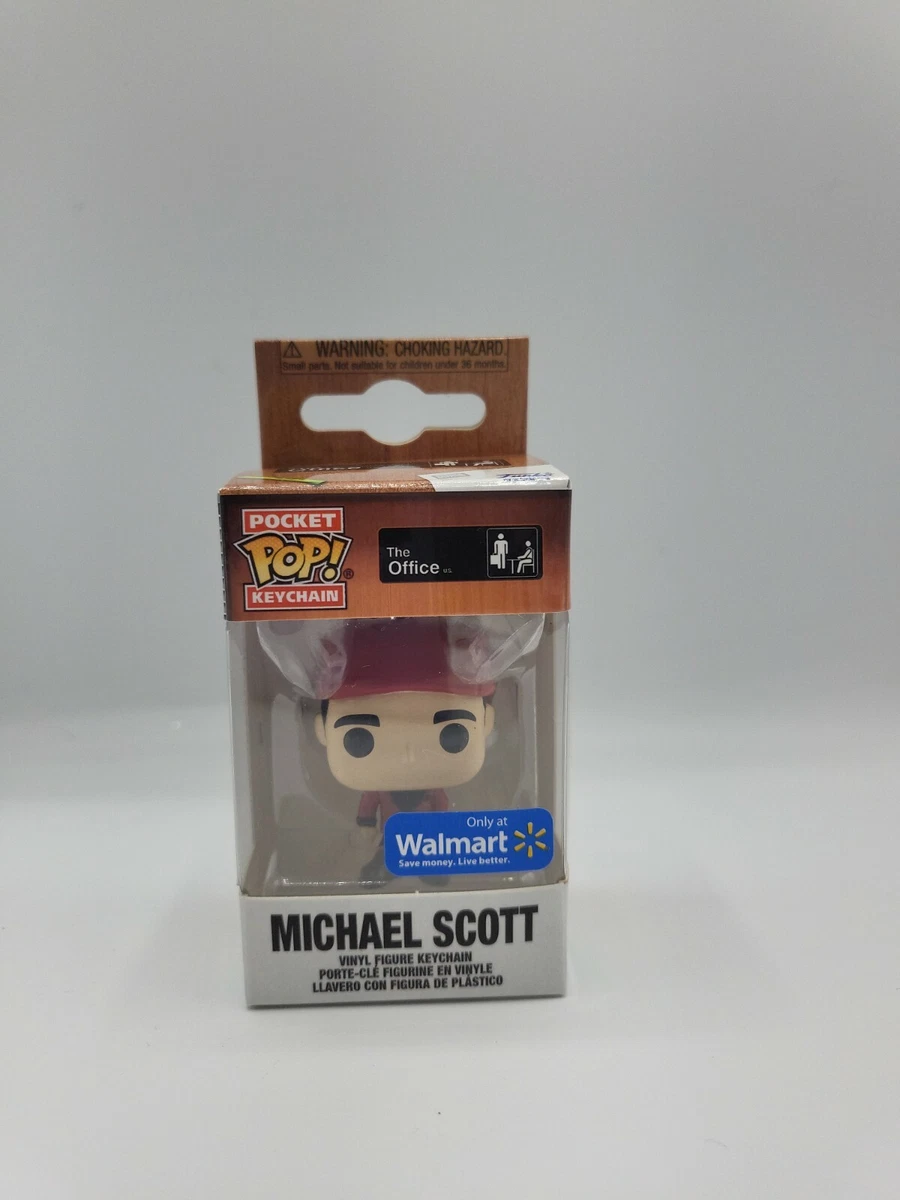 WARNING: CHOKING HAZARD.
Small parts. Not suitable for children under 36 months.
Office
POCKET
POP!®
KEYCHAIN
The
Office U.S.
Only at
Walmart
Save money. Live better.
MICHAEL SCOTT
VINYL FIGURE KEYCHAIN
PORTE-CLÉ FIGURINE EN VINYLE
LLAVERO CON FIGURA DE PLÁSTICO